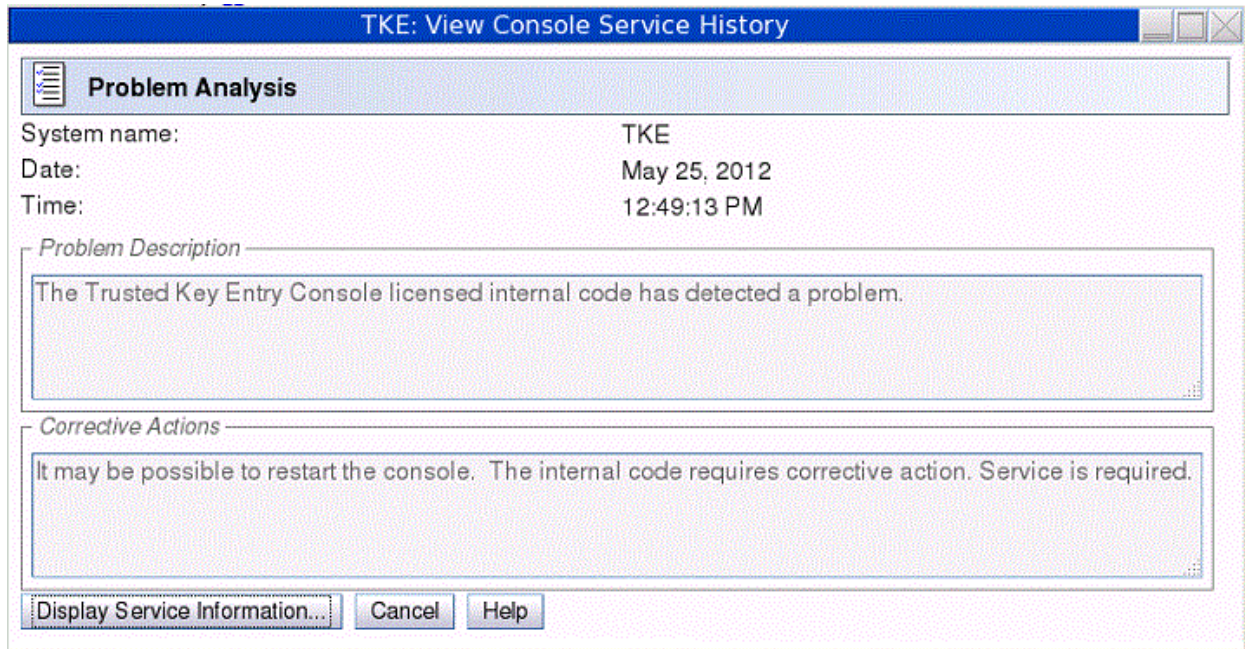 TKE: View Console Service History
Problem Analysis
System name: TKE
Date: May 25, 2012
Time: 12:49:13 PM
Problem Description
The Trusted Key Entry Console licensed internal code has detected a problem.
Corrective Actions
It may be possible to restart the console.  The internal code requires corrective action. Service is required.
Display Service Information... Cancel Help